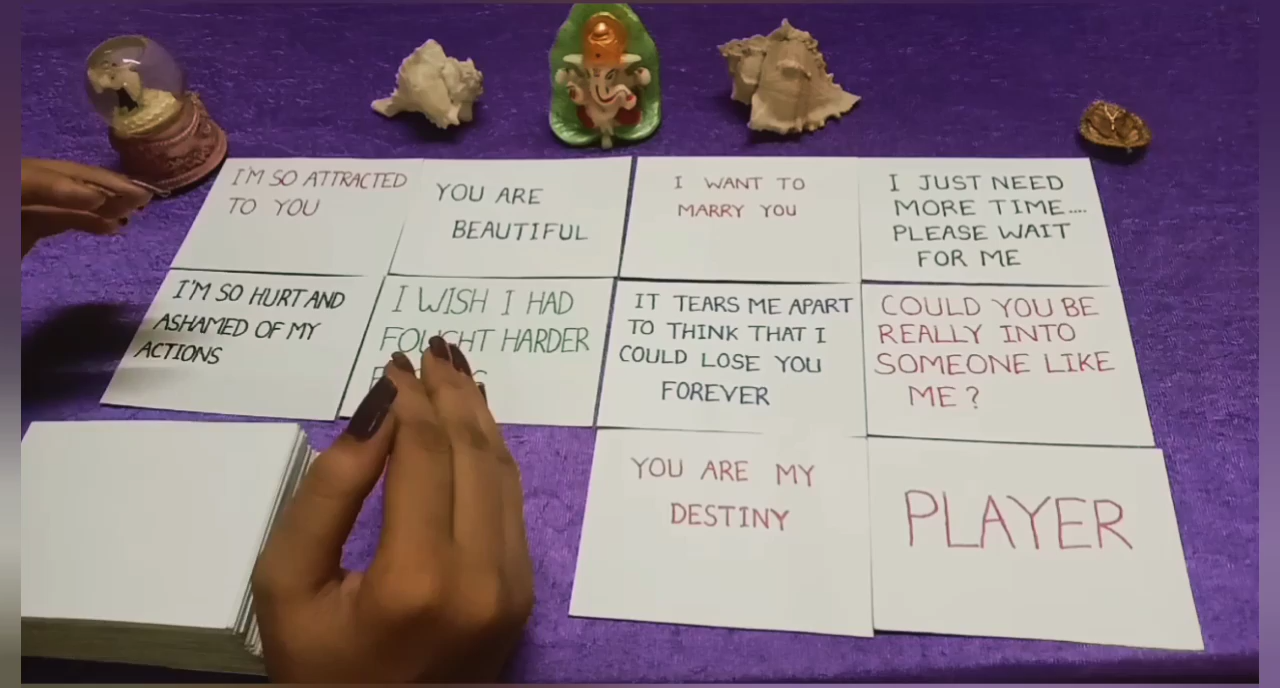 I'M SO ATTRACTED
TO YOU
YOU ARE
BEAUTIFUL
I WANT TO
MARRY YOU
I JUST NEED
MORE TIME....
PLEASE WAIT
FOR ME
I'M SO HURT AND
ASHAMED OF MY
ACTIONS
I WISH I HAD
FOUGHT HARDER
IT TEARS ME APART
TO THINK THAT I
COULD LOSE YOU
FOREVER
COULD YOU BE
REALLY INTO
SOMEONE LIKE
ME?
YOU ARE MY
DESTINY
PLAYER